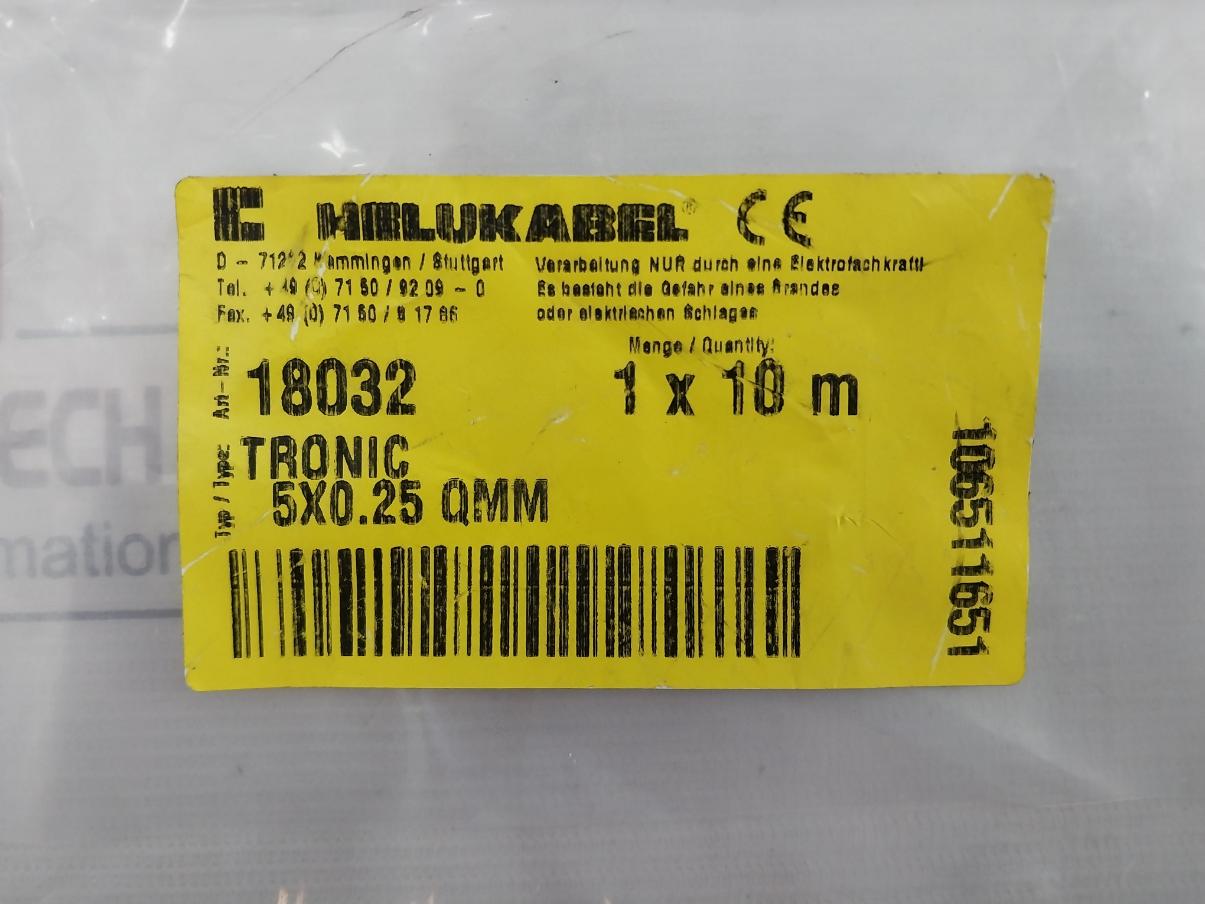 HELUKABEL® CE
D - 71282 Hemmingen / Stuttgart
Tel. + 49 (0) 71 50 / 92 09 - 0
Fax. + 49 (0) 71 50 / 8 17 86
Verarbeitung NUR durch eine Elektrofachkraft!
Es besteht die Gefahr eines Brandes
oder elektrischen Schlages
Art-Nr.: 18032
Menge / Quantity:
1 x 10 m
Typ / Type: TRONIC
5X0.25 QMM
106511651
ECH
mation